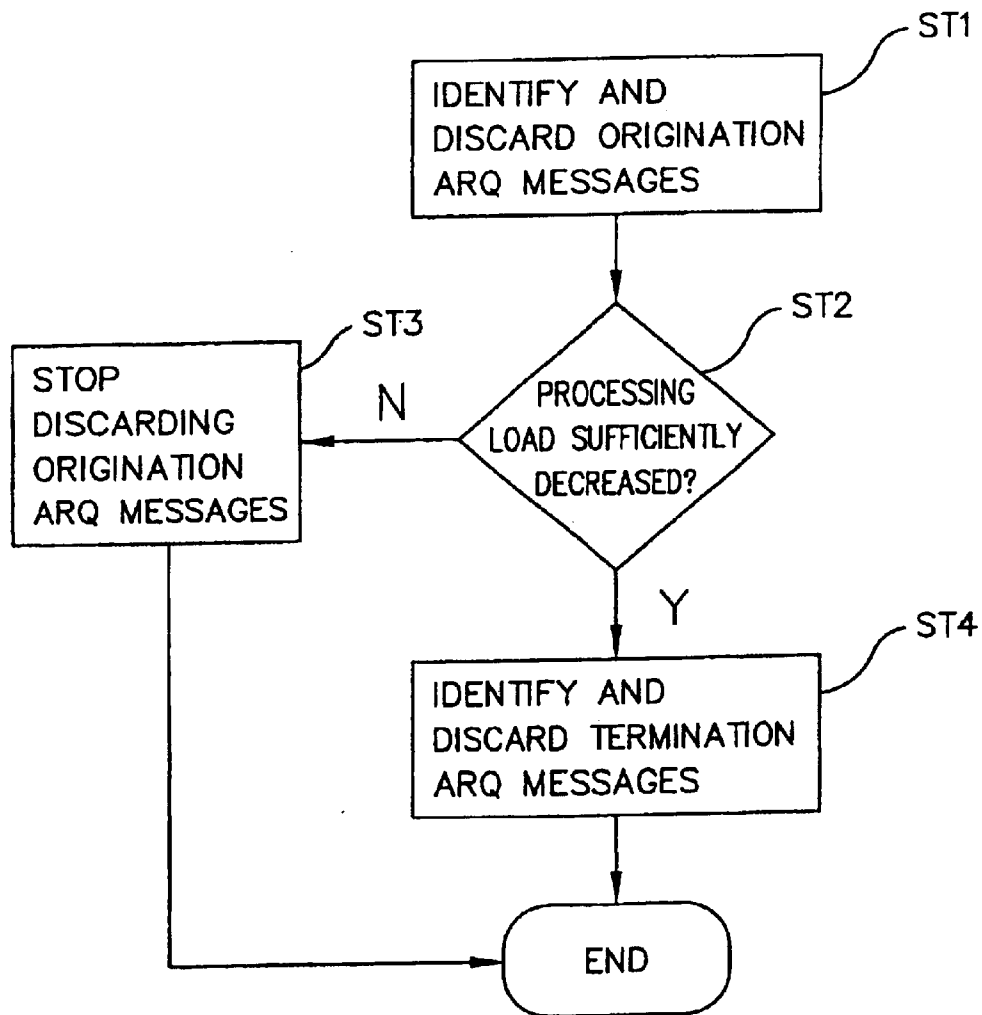 ST1
IDENTIFY AND
DISCARD ORIGINATION
ARQ MESSAGES
ST2
PROCESSING
LOAD SUFFICIENTLY
DECREASED?
N
ST3
STOP
DISCARDING
ORIGINATION
ARQ MESSAGES
Y
ST4
IDENTIFY AND
DISCARD TERMINATION
ARQ MESSAGES
END